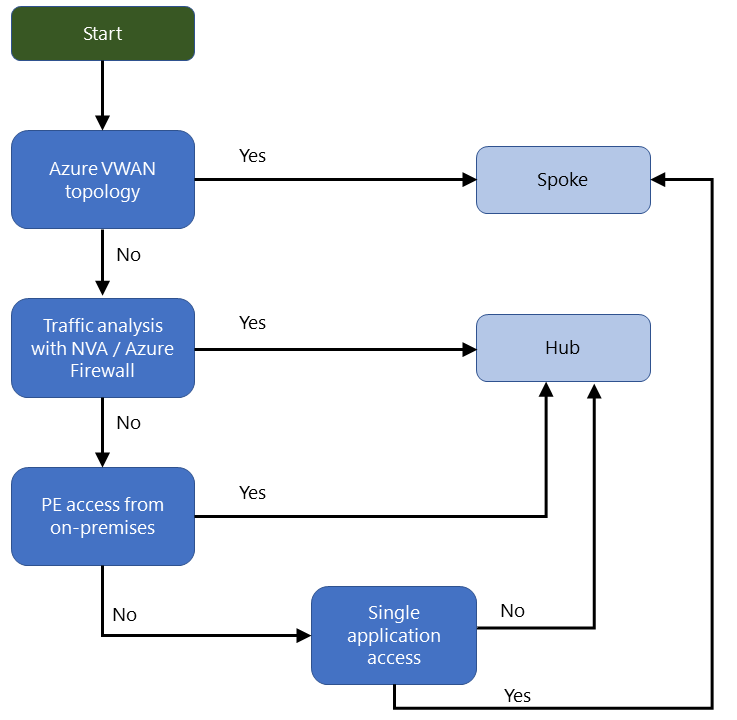 Start
Azure VWAN
topology
Yes
Spoke
No
Traffic analysis
with NVA / Azure
Firewall
Yes
Hub
No
PE access from
on-premises
Yes
No
Single
application
access
No
Yes